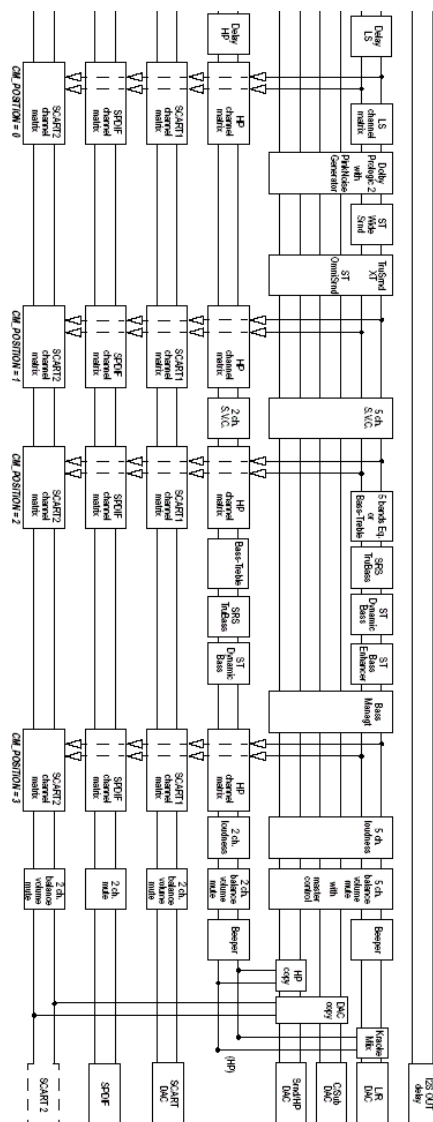 I2S OUT
delay
Delay
LS
LS
channel
matrix
Dolby
Prologic 2
with
PinkNoise
Generator
ST
Wide
Srnd
TruSrnd
XT
ST
OmniSrnd
5 ch.
S.V.C.
5 bands Eq.
or
Bass-Treble
SRS
TruBass
ST
Dynamic
Bass
ST
Bass
Enhancer
Bass
Managt
5 ch.
loudness
5 ch.
balance
volume
mute
with
master
control
Beeper
HP
copy
DAC
copy
Kraoke
Mix
L/R
DAC
C/Sub
DAC
Srnd/HP
DAC
Delay
HP
HP
channel
matrix
HP
channel
matrix
2 ch.
S.V.C.
HP
channel
matrix
Bass-Treble
SRS
TruBass
ST
Dynamic
Bass
HP
channel
matrix
2 ch.
loudness
2 ch.
balance
volume
mute
Beeper
(HP)
SCART1
channel
matrix
SCART1
channel
matrix
SCART1
channel
matrix
SCART1
channel
matrix
2 ch.
balance
volume
mute
SCART
DAC
SPDIF
channel
matrix
SPDIF
channel
matrix
SPDIF
channel
matrix
SPDIF
channel
matrix
2 ch.
mute
SPDIF
SCART2
channel
matrix
SCART2
channel
matrix
SCART2
channel
matrix
SCART2
channel
matrix
2 ch.
balance
volume
mute
SCART 2
CM_POSITION = 0
CM_POSITION = 1
CM_POSITION = 2
CM_POSITION = 3